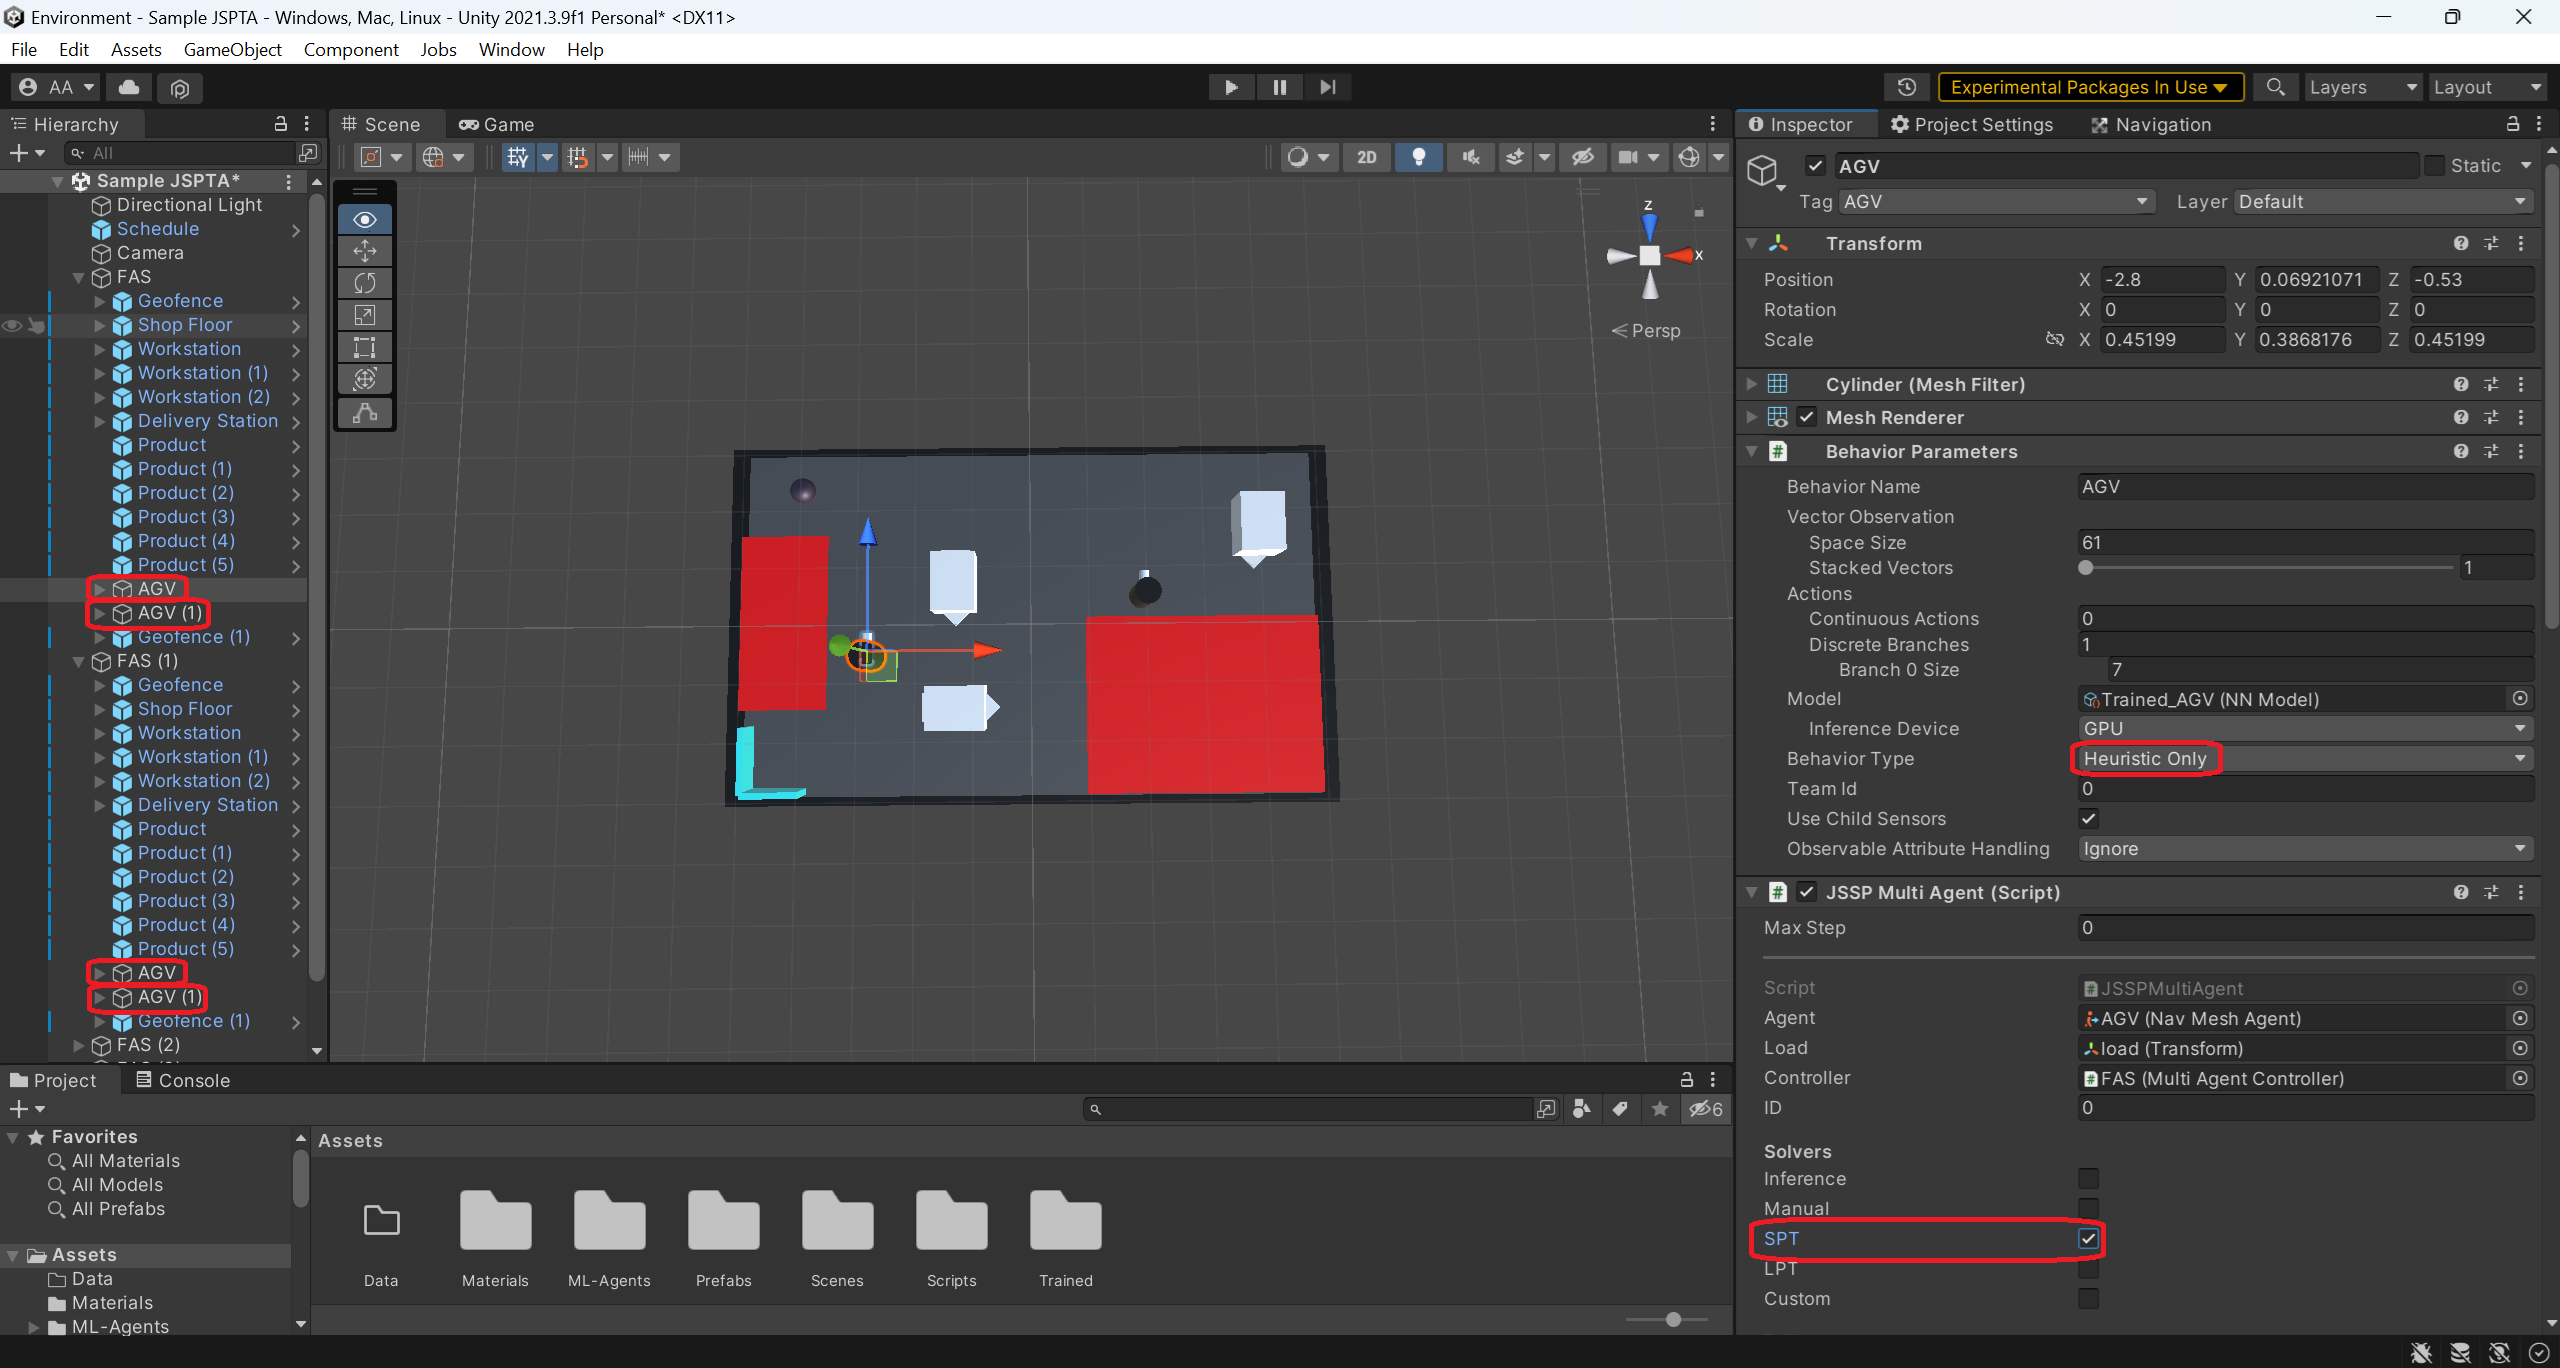 Environment - Sample JSPTA - Windows, Mac, Linux - Unity 2021.3.9f1 Personal* <DX11>
File Edit Assets GameObject Component Jobs Window Help
AA Experimental Packages In Use Layers Layout
Hierarchy
All
Sample JSPTA*
Directional Light
Schedule
Camera
FAS
Geofence
Shop Floor
Workstation
Workstation (1)
Workstation (2)
Delivery Station
Product
Product (1)
Product (2)
Product (3)
Product (4)
Product (5)
AGV
AGV (1)
Geofence (1)
FAS (1)
Geofence
Shop Floor
Workstation
Workstation (1)
Workstation (2)
Delivery Station
Product
Product (1)
Product (2)
Product (3)
Product (4)
Product (5)
AGV
AGV (1)
Geofence (1)
FAS (2)
Scene Game
2D
z
x
Persp
Inspector Project Settings Navigation
AGV Static
Tag AGV Layer Default
Transform
Position X -2.8 Y 0.06921071 Z -0.53
Rotation X 0 Y 0 Z 0
Scale X 0.45199 Y 0.3868176 Z 0.45199
Cylinder (Mesh Filter)
Mesh Renderer
# Behavior Parameters
Behavior Name AGV
Vector Observation
Space Size 61
Stacked Vectors 1
Actions
Continuous Actions 0
Discrete Branches 1
Branch 0 Size 7
Model Trained_AGV (NN Model)
Inference Device GPU
Behavior Type Heuristic Only
Team Id 0
Use Child Sensors
Observable Attribute Handling Ignore
# JSSP Multi Agent (Script)
Max Step 0
Script # JSSPMultiAgent
Agent AGV (Nav Mesh Agent)
Load load (Transform)
Controller # FAS (Multi Agent Controller)
ID 0
Solvers
Inference
Manual
SPT
LPT
Custom
Project Console
6
Favorites
All Materials
All Models
All Prefabs
Assets
Data
Materials
ML-Agents
Assets
Data Materials ML-Agents Prefabs Scenes Scripts Trained